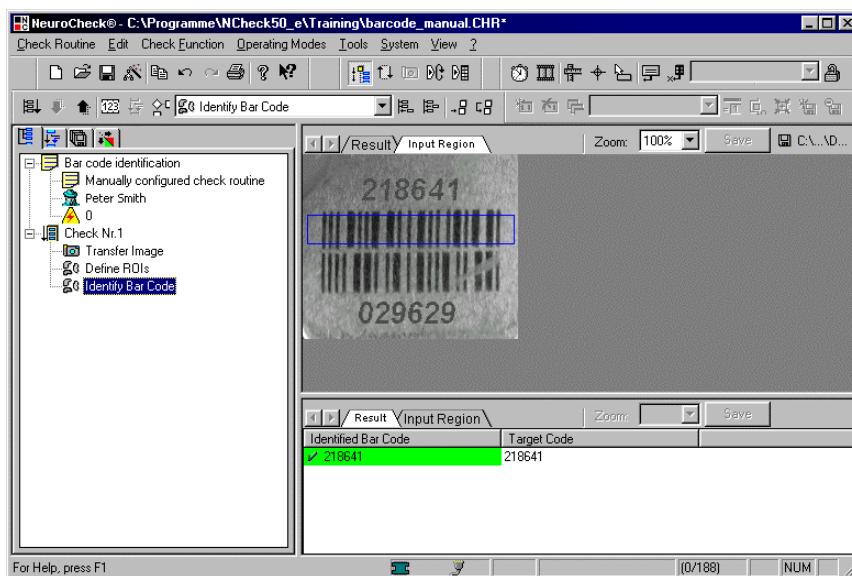 NeuroCheck® - C:\Programme\NCheck50_e\Training\barcode_manual.CHR*
Check Routine Edit Check Function Operating Modes Tools System View ?
123 Identify Bar Code
Result Input Region Zoom: 100% Save C:\...\D...
Bar code identification
Manually configured check routine
Peter Smith
0
Check Nr.1
Transfer Image
Define ROIs
Identify Bar Code
218641
029629
Result Input Region Zoom: Save
Identified Bar Code Target Code
218641 218641
For Help, press F1 (0/188) NUM